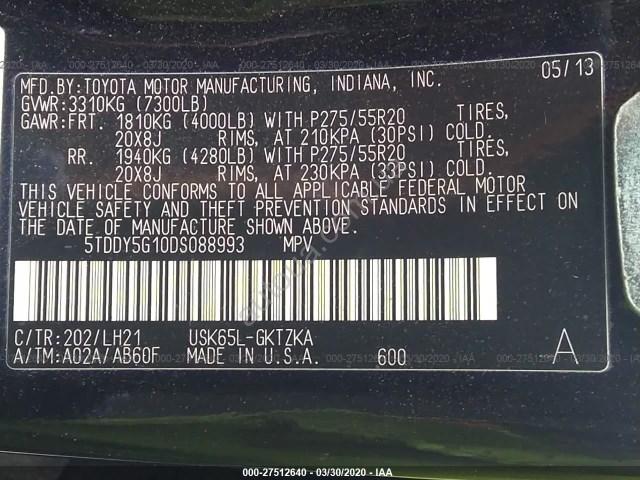 MFD.BY:TOYOTA MOTOR MANUFACTURING, INDIANA, INC. 05/13
GVWR:3310KG (7300LB)
GAWR:FRT. 1810KG (4000LB) WITH P275/55R20 TIRES,
20X8J RIMS, AT 210KPA (30PSI) COLD.
RR. 1940KG (4280LB) WITH P275/55R20 TIRES,
20X8J RIMS, AT 230KPA (33PSI) COLD.
THIS VEHICLE CONFORMS TO ALL APPLICABLE FEDERAL MOTOR
VEHICLE SAFETY AND THEFT PREVENTION STANDARDS IN EFFECT ON
THE DATE OF MANUFACTURE SHOWN ABOVE.
5TDDY5G10DS088993 MPV
C/TR:202/LH21 USK65L-GKTZKA
A/TM:A02A/AB60F MADE IN U.S.A. 600 A
000-27512640 – 03/30/2020 – IAA